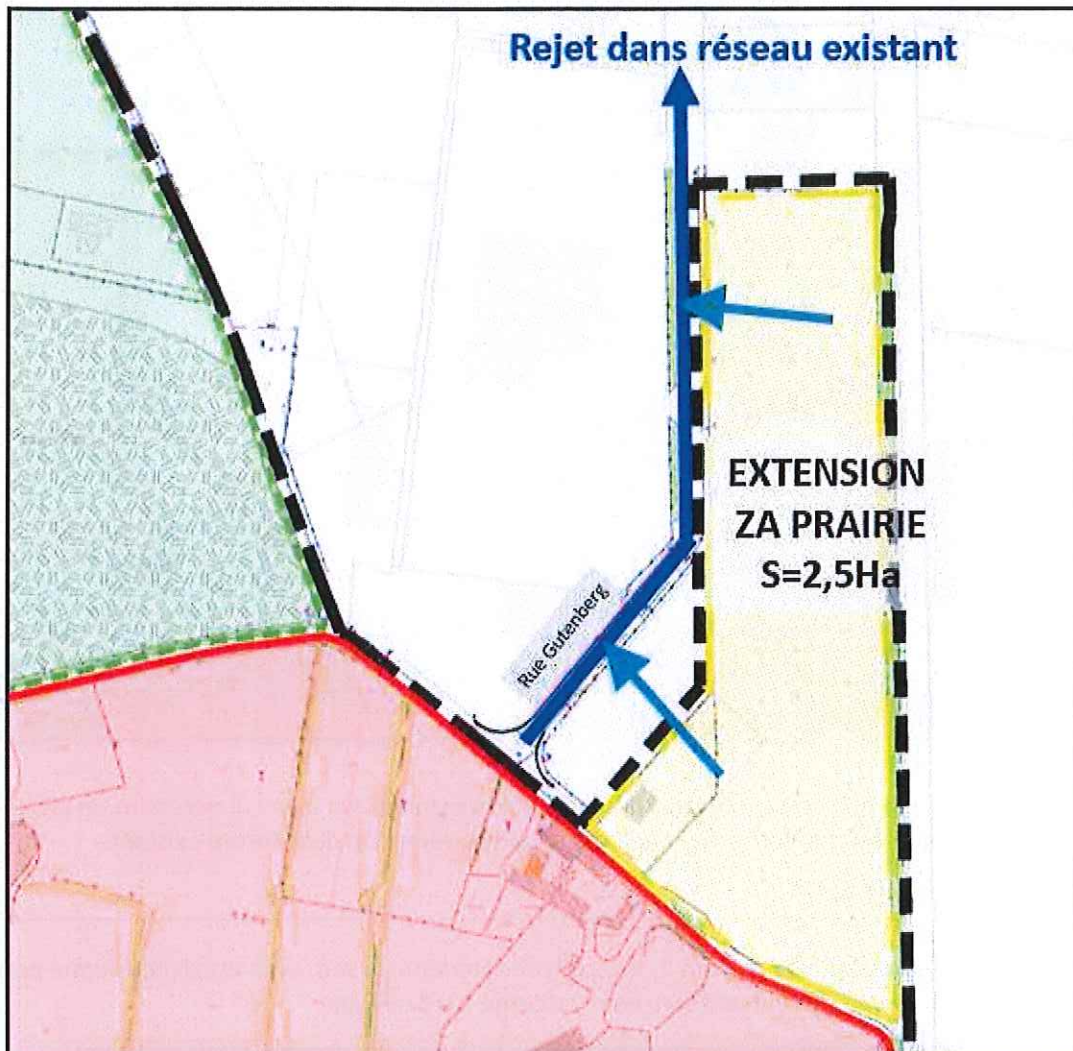 Rejet dans réseau existant
EXTENSION
ZA PRAIRIE
S=2,5Ha
Rue Gutenberg